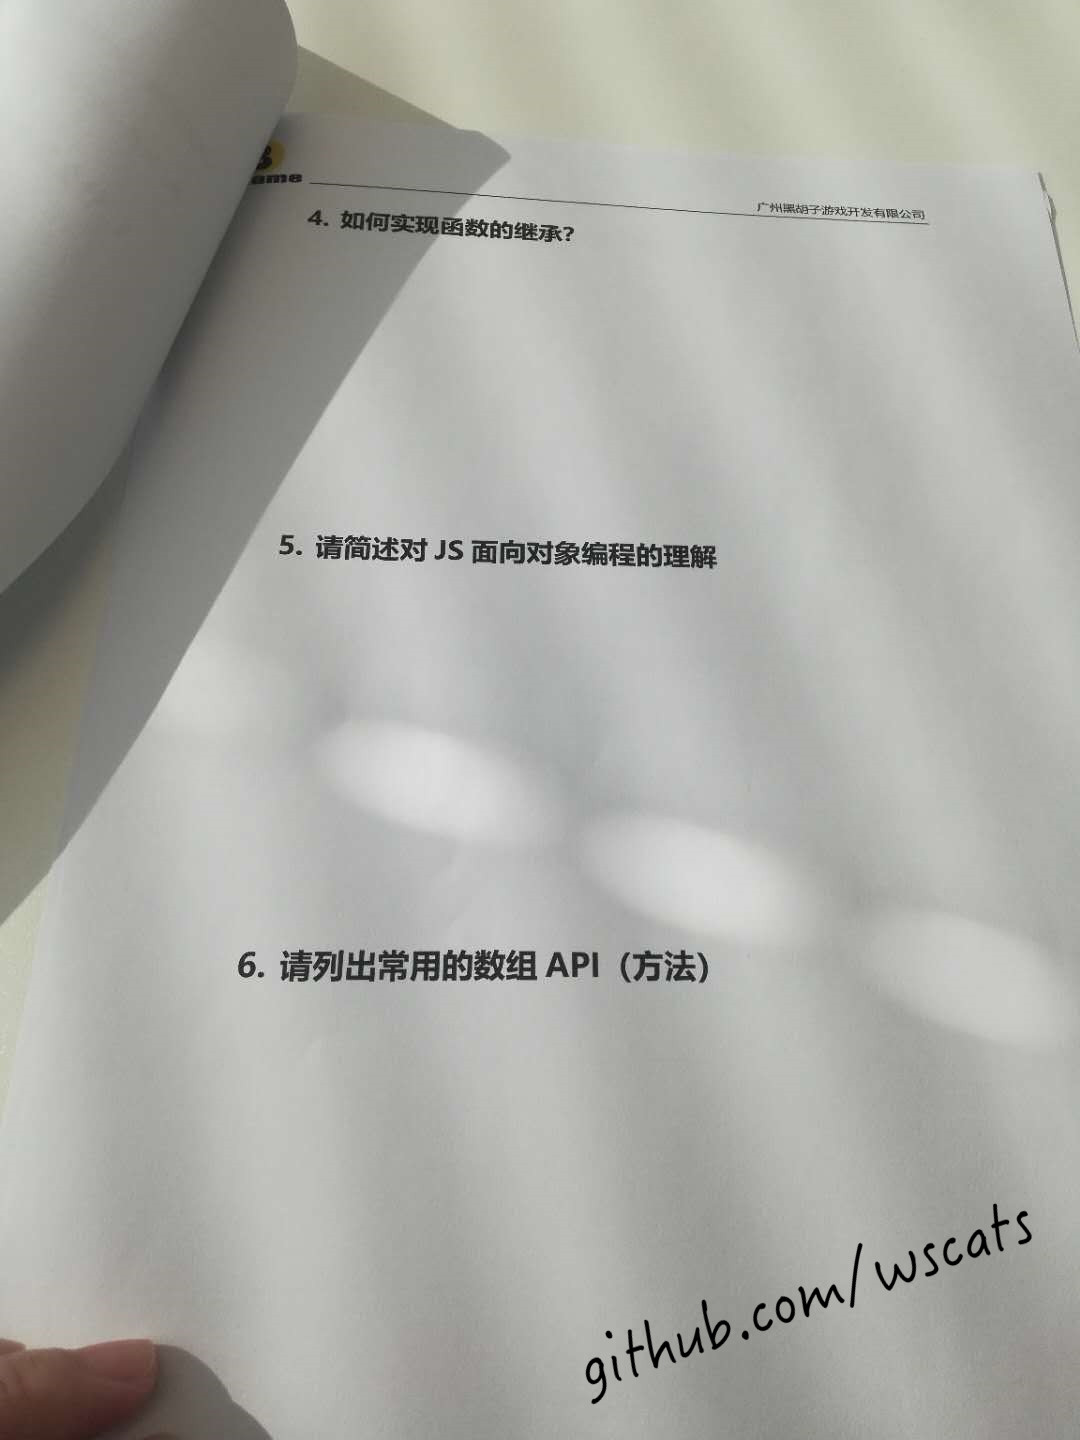 ame
广州黑胡子游戏开发有限公司
4. 如何实现函数的继承?
5. 请简述对 JS 面向对象编程的理解
6. 请列出常用的数组 API（方法）
github.com/wscats